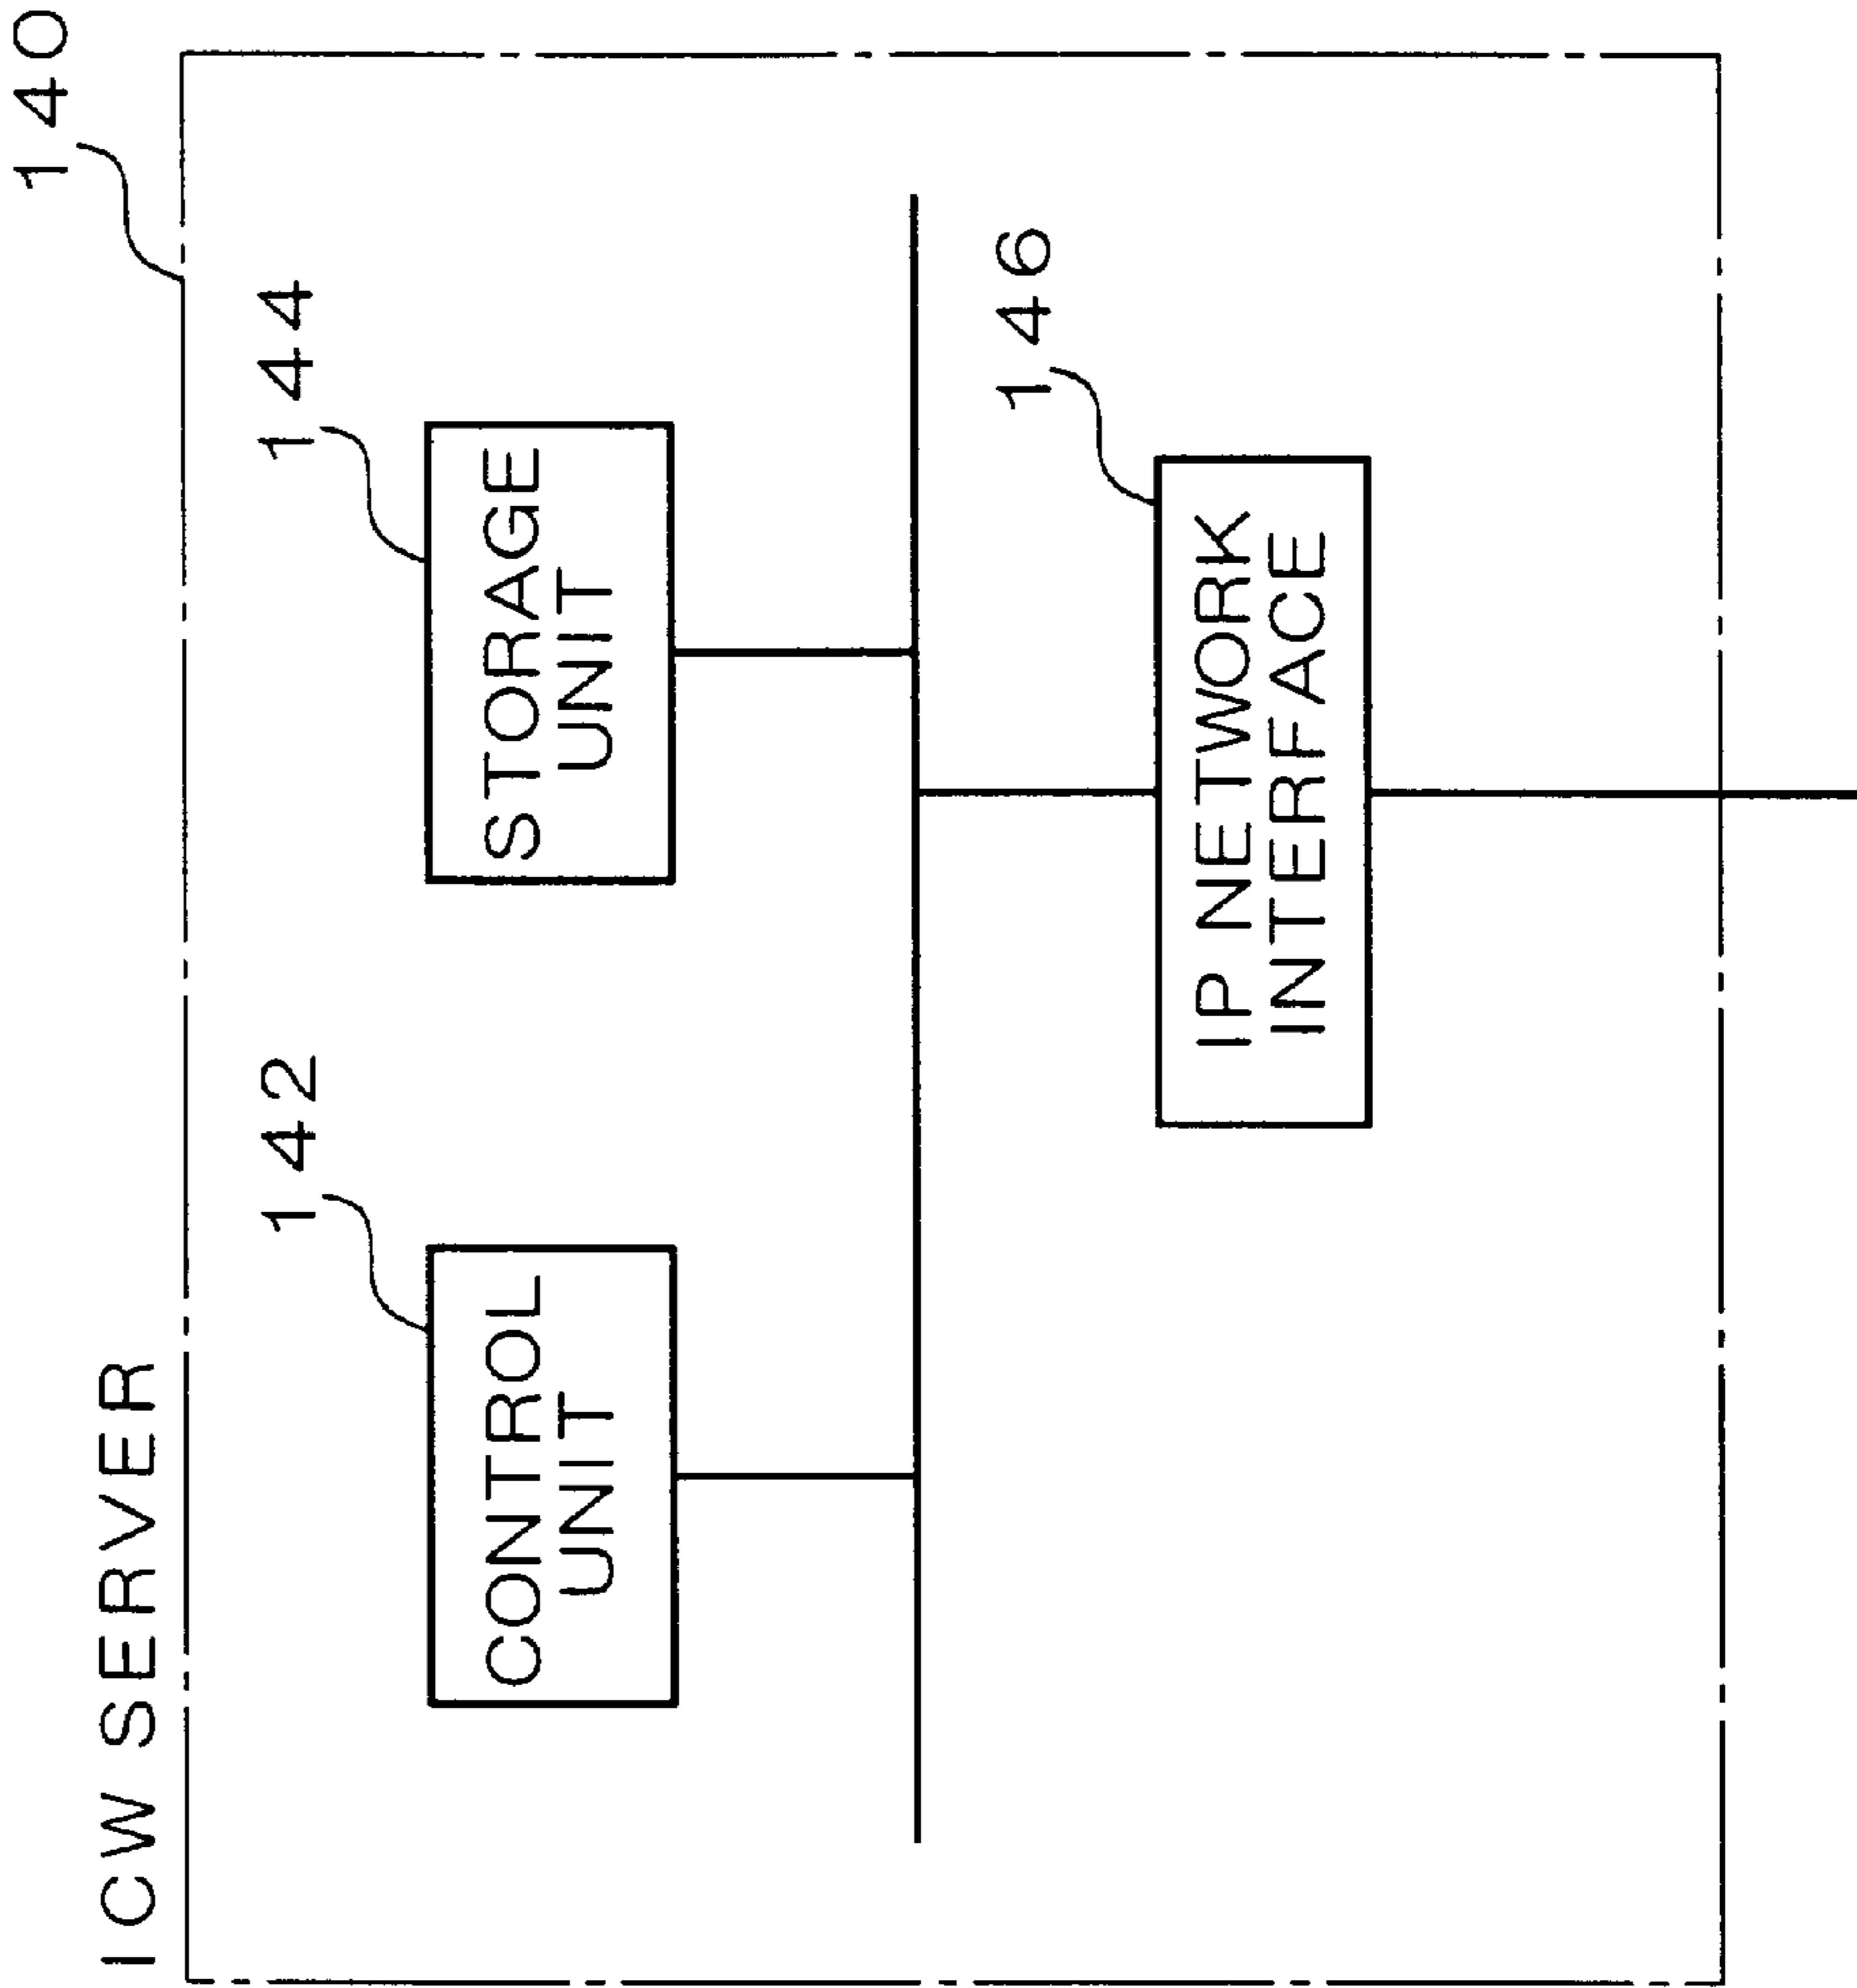 ICW SERVER
140
142
144
CONTROL
UNIT
STORAGE
UNIT
146
IP NETWORK
INTERFACE